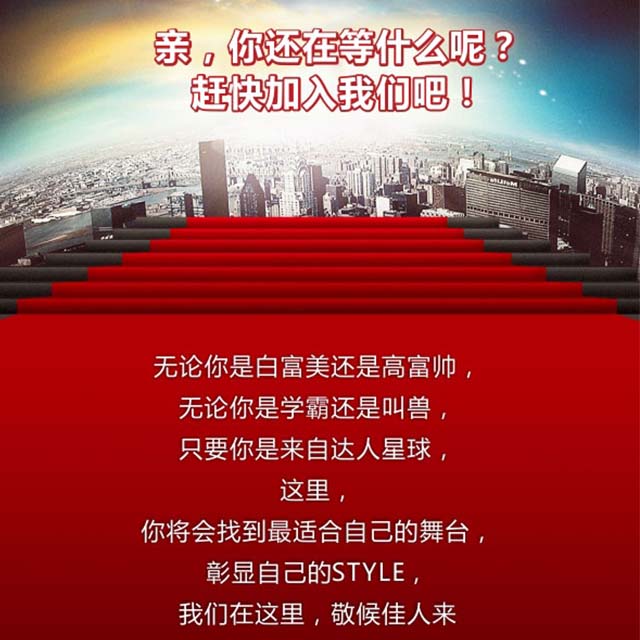 亲，你还在等什么呢？
赶快加入我们吧！
无论你是白富美还是高富帅，
无论你是学霸还是叫兽，
只要你是来自达人星球，
这里，
你将会找到最适合自己的舞台，
彰显自己的STYLE，
我们在这里，敬候佳人来